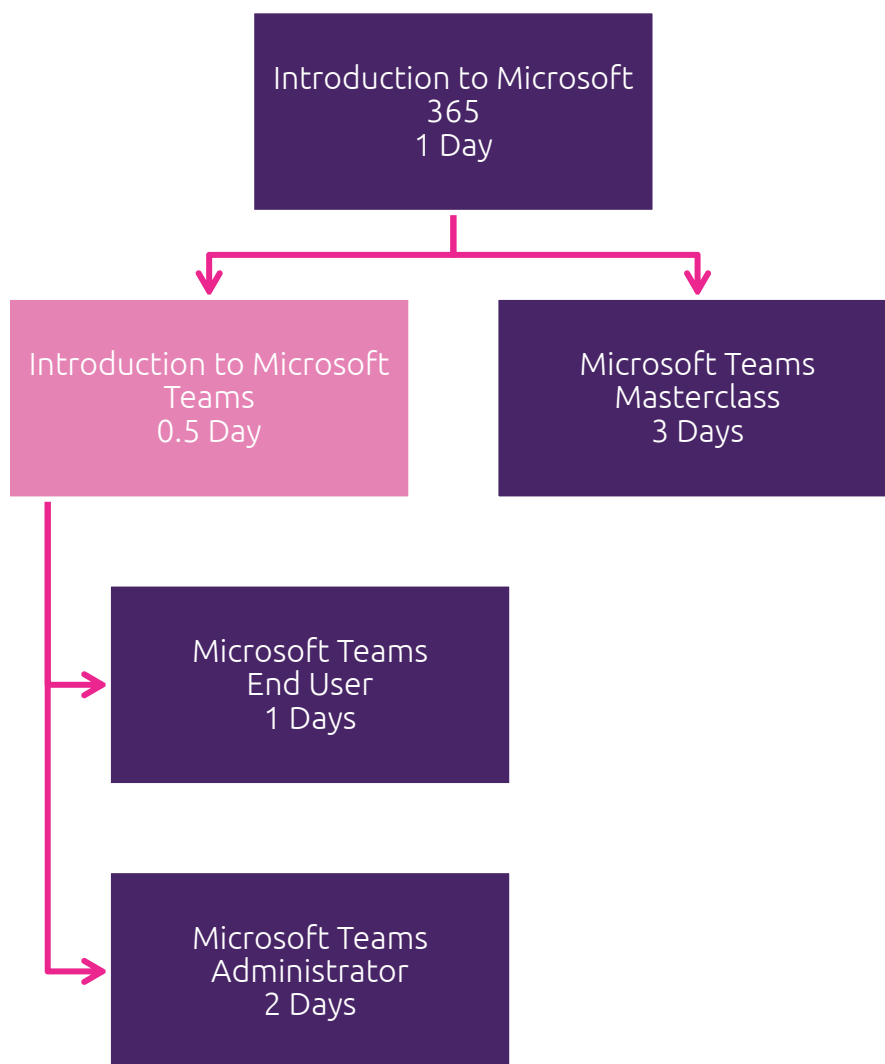 Introduction to Microsoft
365
1 Day
Introduction to Microsoft
Teams
0.5 Day
Microsoft Teams
Masterclass
3 Days
Microsoft Teams
End User
1 Days
Microsoft Teams
Administrator
2 Days